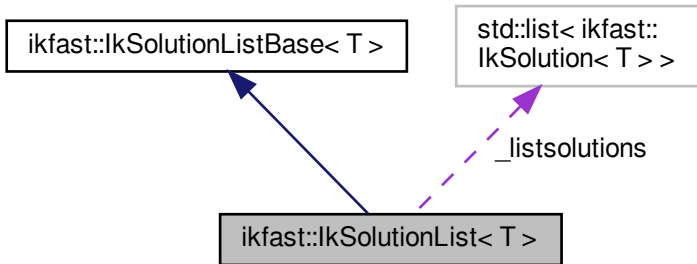 ikfast::IkSolutionListBase< T >
std::list< ikfast::
IkSolution< T > >
_listsolutions
ikfast::IkSolutionList< T >